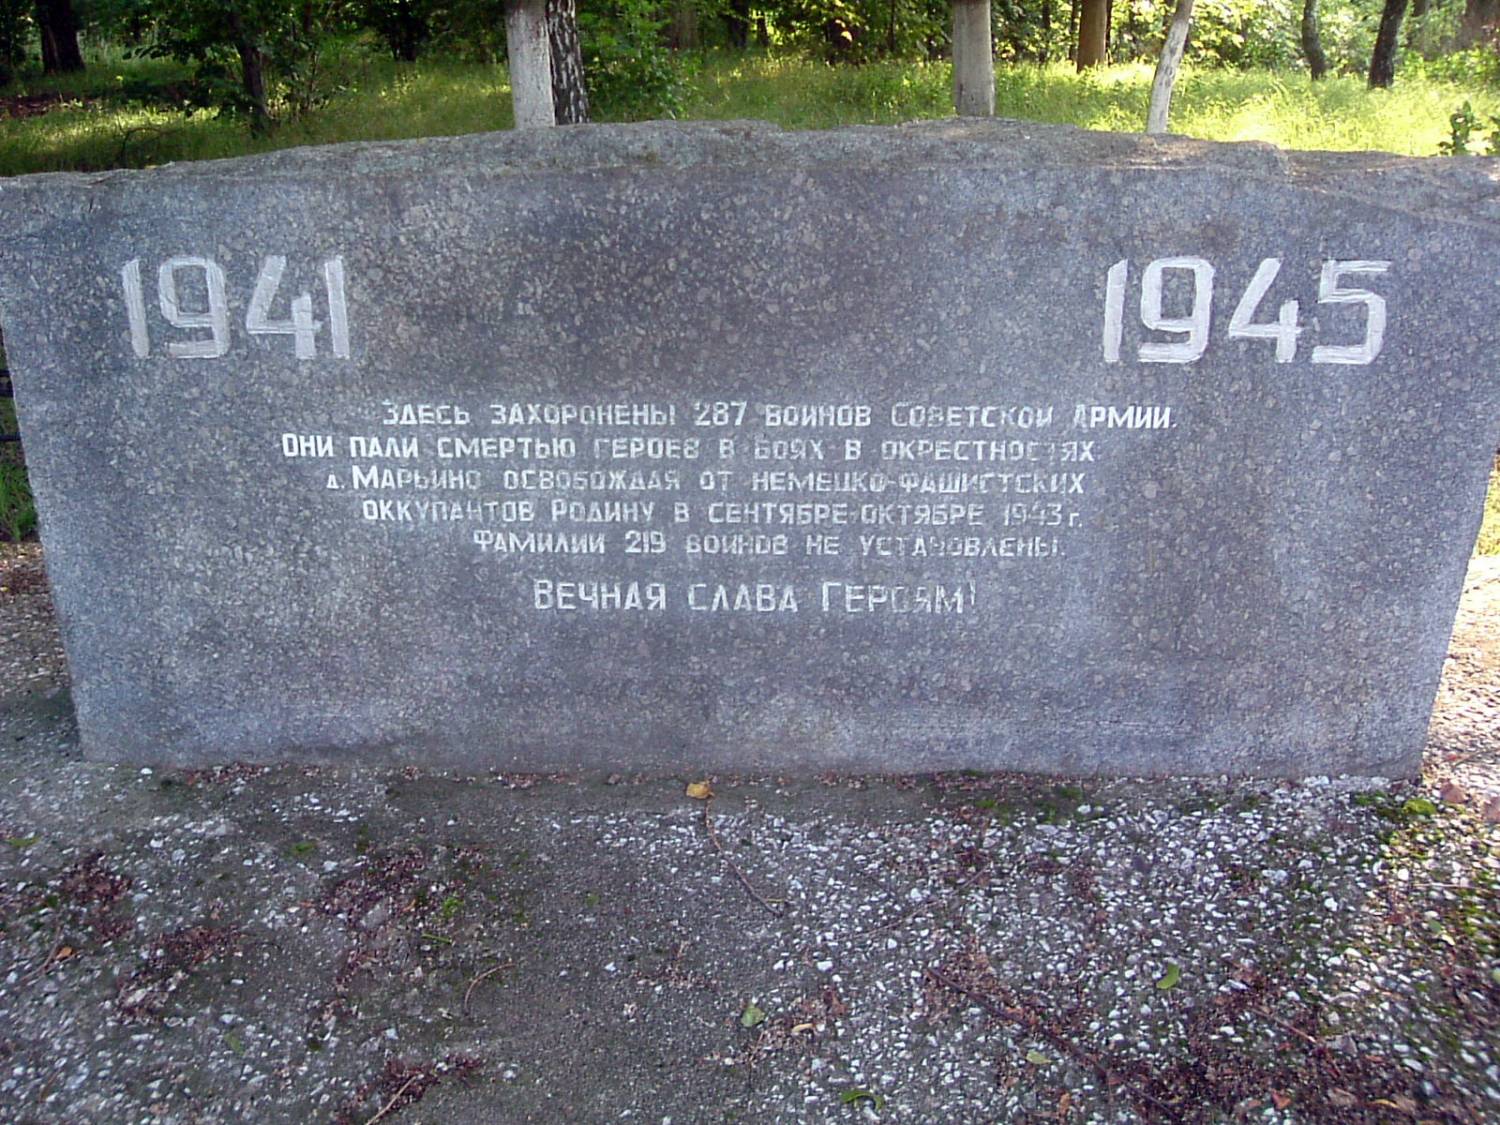 1941 1945
Здесь захоронены 287 воинов Советской Армии.
Они пали смертью героев в боях в окрестностях
д. Марьино освобождая от немецко-фашистских
оккупантов Родину в сентябре-октябре 1943 г.
Фамилии 219 воинов не установлены.
Вечная слава Героям!